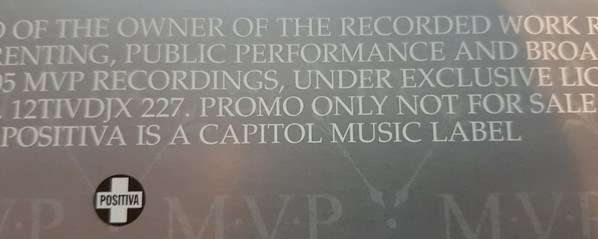 D OF THE OWNER OF THE RECORDED WORK R
RENTING, PUBLIC PERFORMANCE AND BROA
05 MVP RECORDINGS, UNDER EXCLUSIVE LIC
. 12TIVDJX 227. PROMO ONLY NOT FOR SALE
POSITIVA IS A CAPITOL MUSIC LABEL
POSITIVA
V·P M·V·P M·V·P